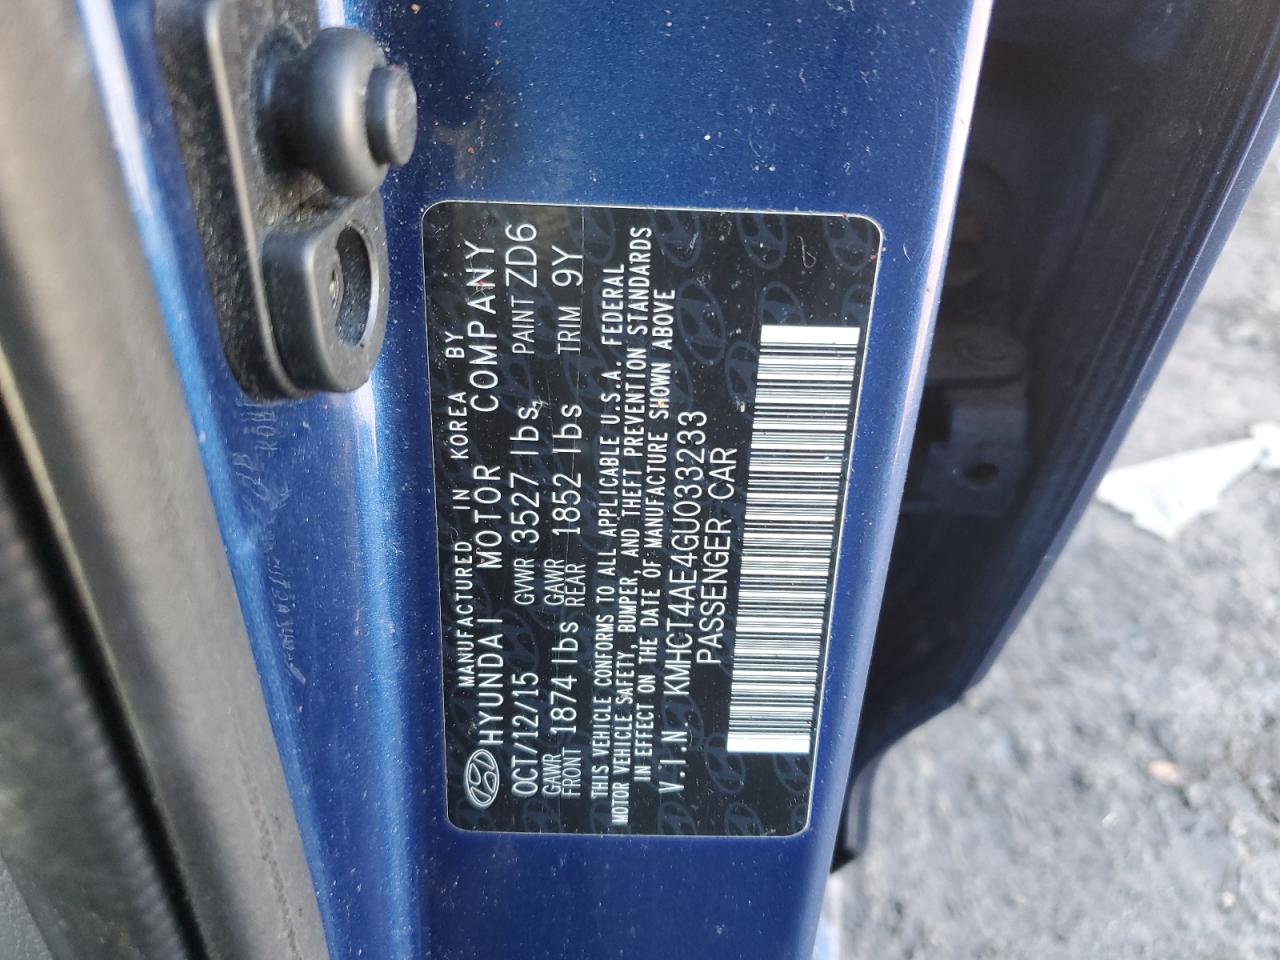 MANUFACTURED IN KOREA BY
HYUNDAI MOTOR COMPANY
OCT/12/15 GVWR 3527 lbs. PAINT ZD6
GAWR FRONT 1874 lbs GAWR REAR 1852 lbs TRIM 9Y
THIS VEHICLE CONFORMS TO ALL APPLICABLE U.S.A. FEDERAL
MOTOR VEHICLE SAFETY, BUMPER, AND THEFT PREVENTION STANDARDS
IN EFFECT ON THE DATE OF MANUFACTURE SHOWN ABOVE
V.I.N KMHCT4AE4GU033233
PASSENGER CAR